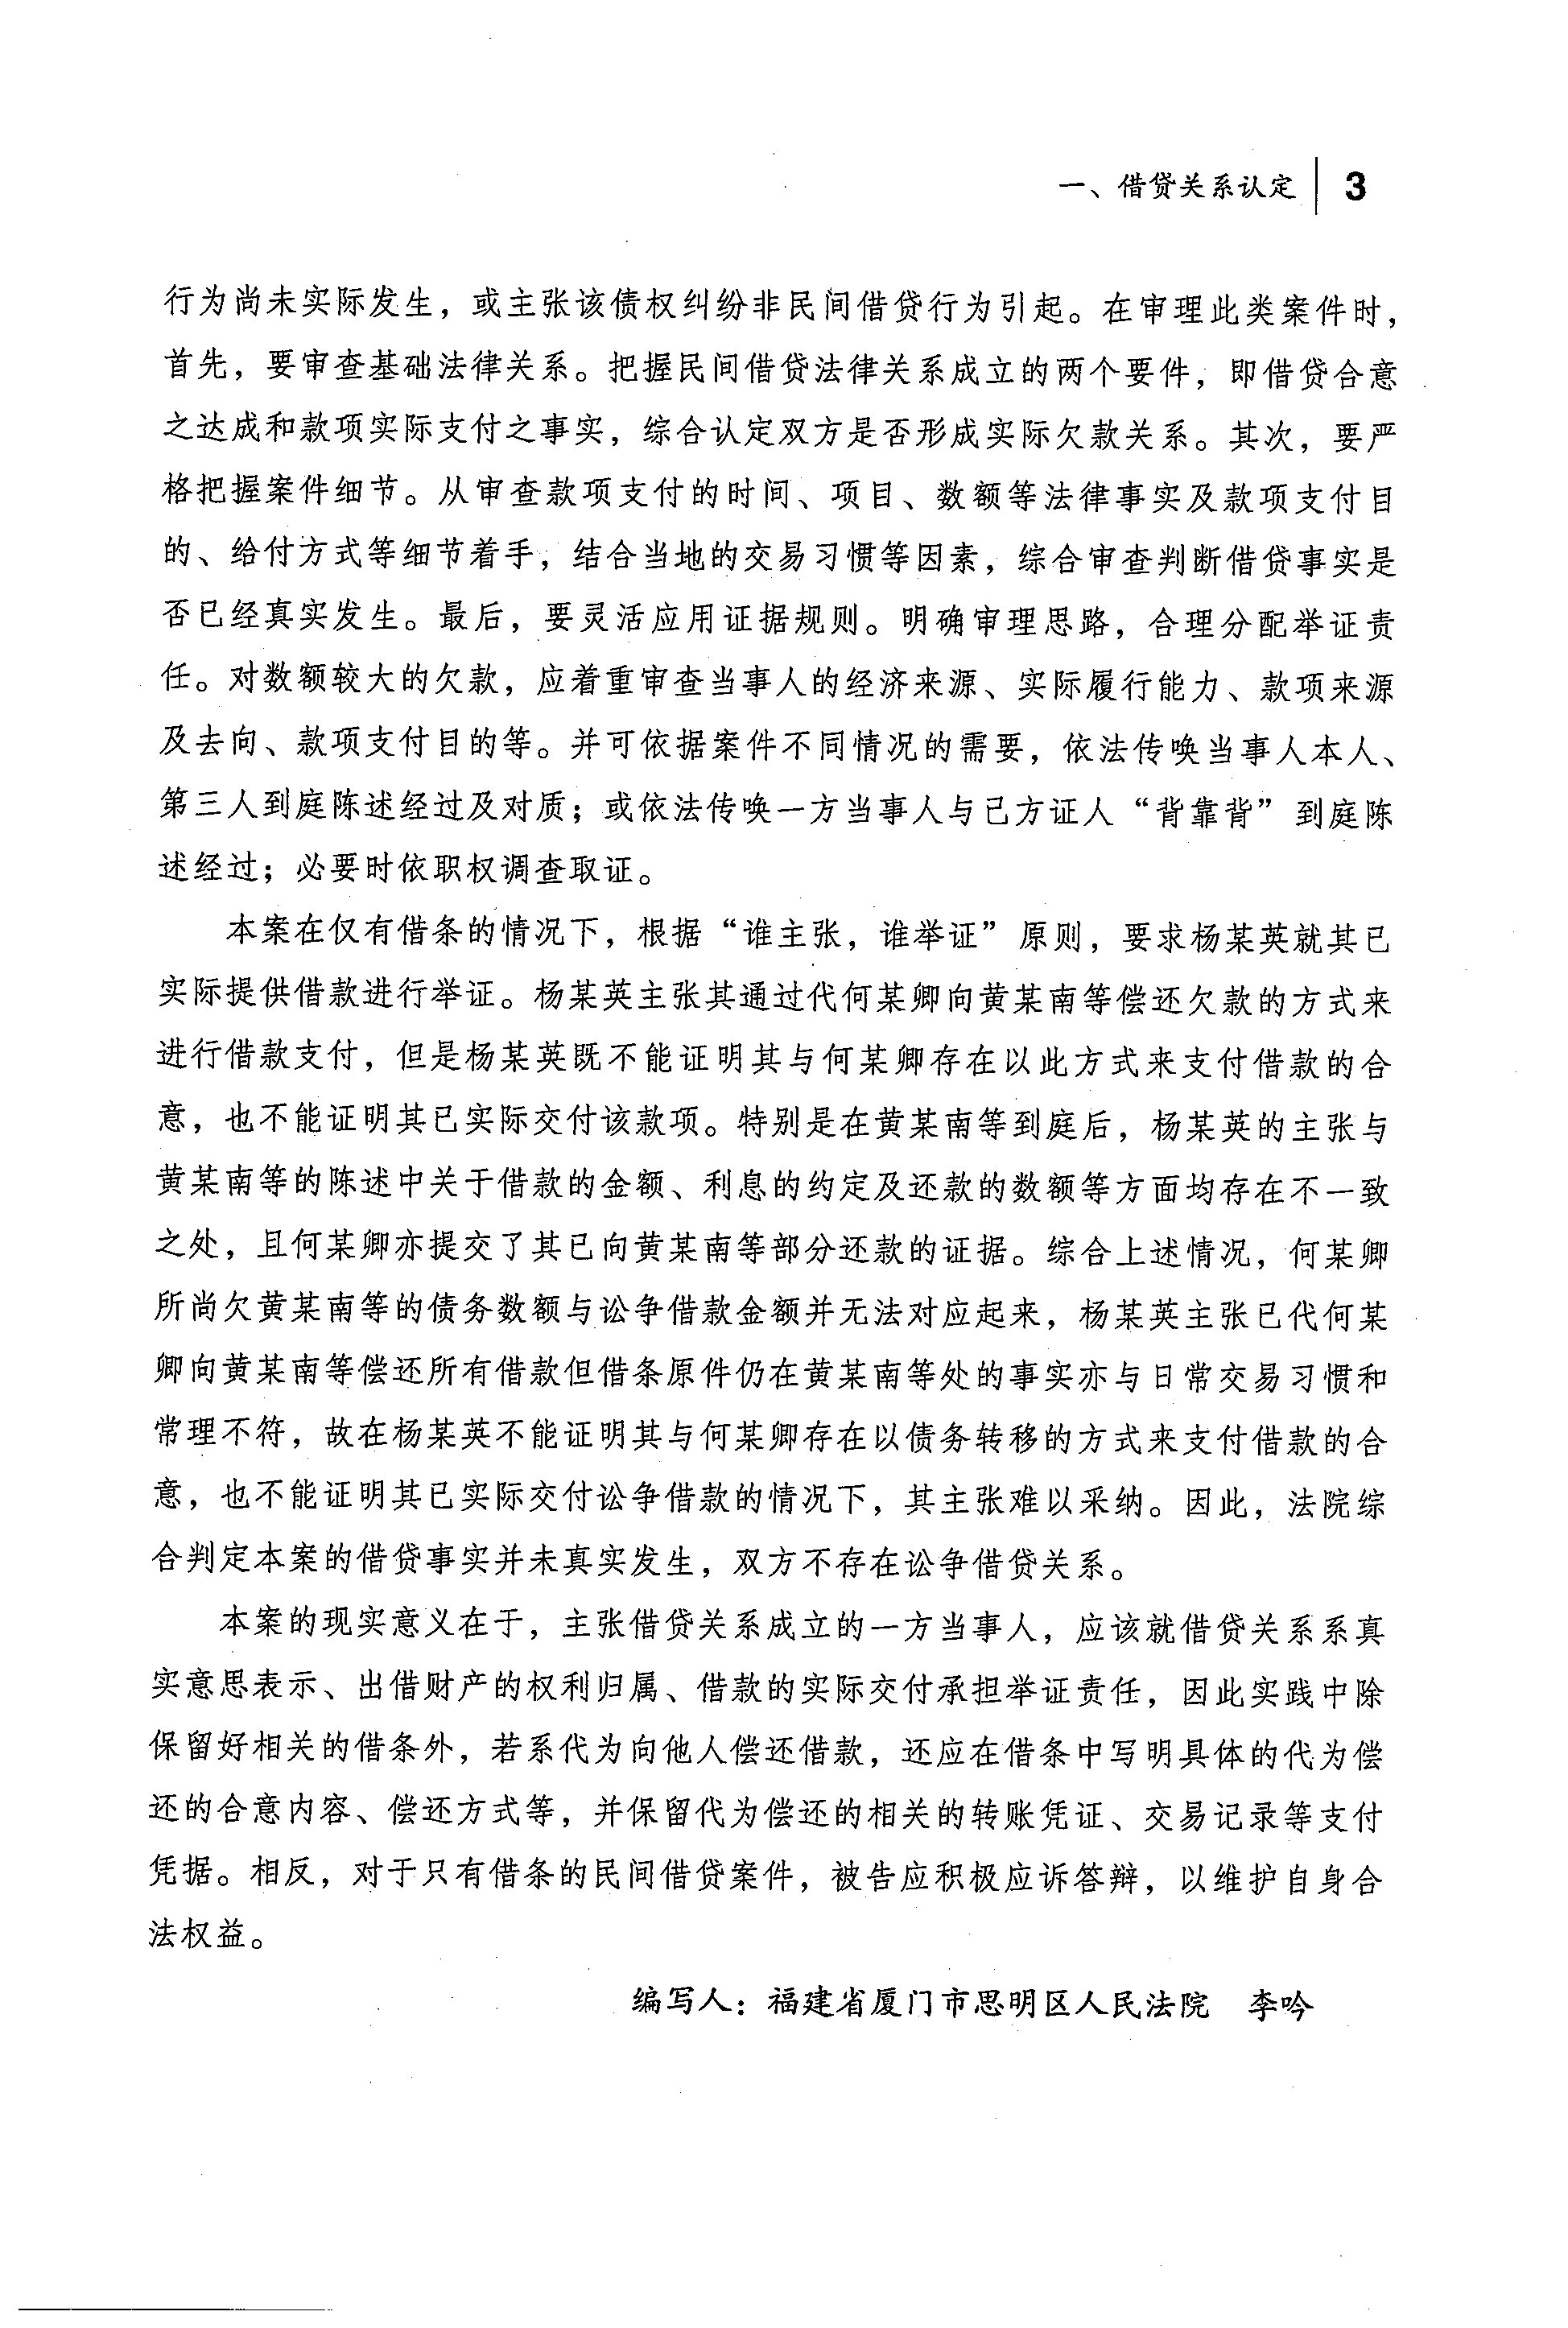 一、借贷关系认定 3
行为尚未实际发生，或主张该债权纠纷非民间借贷行为引起。在审理此类案件时，
首先，要审查基础法律关系。把握民间借贷法律关系成立的两个要件，即借贷合意
之达成和款项实际支付之事实，综合认定双方是否形成实际欠款关系。其次，要严
格把握案件细节。从审查款项支付的时间、项目、数额等法律事实及款项支付目
的、给付方式等细节着手，结合当地的交易习惯等因素，综合审查判断借贷事实是
否已经真实发生。最后，要灵活应用证据规则。明确审理思路，合理分配举证责
任。对数额较大的欠款，应着重审查当事人的经济来源、实际履行能力、款项来源
及去向、款项支付目的等。并可依据案件不同情况的需要，依法传唤当事人本人、
第三人到庭陈述经过及对质；或依法传唤一方当事人与己方证人“背靠背”到庭陈
述经过；必要时依职权调查取证。
本案在仅有借条的情况下，根据“谁主张，谁举证”原则，要求杨某英就其已
实际提供借款进行举证。杨某英主张其通过代何某卿向黄某南等偿还欠款的方式来
进行借款支付，但是杨某英既不能证明其与何某卿存在以此方式来支付借款的合
意，也不能证明其已实际交付该款项。特别是在黄某南等到庭后，杨某英的主张与
黄某南等的陈述中关于借款的金额、利息的约定及还款的数额等方面均存在不一致
之处，且何某卿亦提交了其已向黄某南等部分还款的证据。综合上述情况，何某卿
所尚欠黄某南等的债务数额与讼争借款金额并无法对应起来，杨某英主张已代何某
卿向黄某南等偿还所有借款但借条原件仍在黄某南等处的事实亦与日常交易习惯和
常理不符，故在杨某英不能证明其与何某卿存在以债务转移的方式来支付借款的合
意，也不能证明其已实际交付讼争借款的情况下，其主张难以采纳。因此，法院综
合判定本案的借贷事实并未真实发生，双方不存在讼争借贷关系。
本案的现实意义在于，主张借贷关系成立的一方当事人，应该就借贷关系系真
实意思表示、出借财产的权利归属、借款的实际交付承担举证责任，因此实践中除
保留好相关的借条外，若系代为向他人偿还借款，还应在借条中写明具体的代为偿
还的合意内容、偿还方式等，并保留代为偿还的相关的转账凭证、交易记录等支付
凭据。相反，对于只有借条的民间借贷案件，被告应积极应诉答辩，以维护自身合
法权益。
编写人：福建省厦门市思明区人民法院 李吟